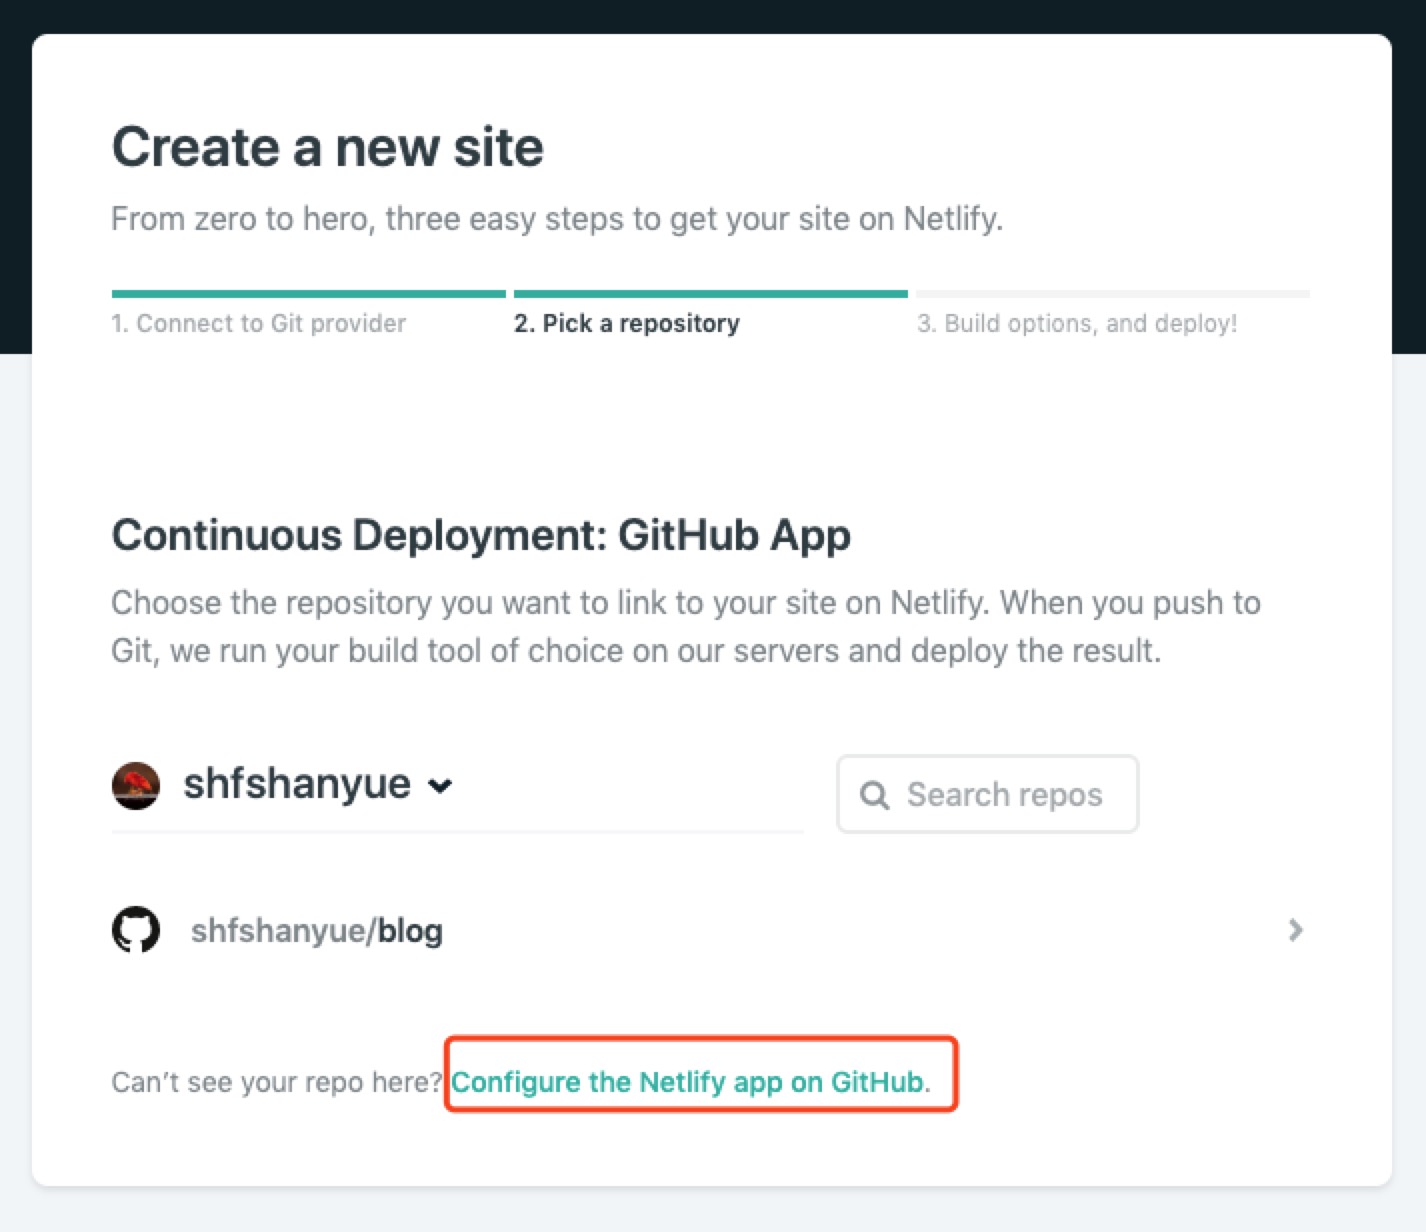 Create a new site
From zero to hero, three easy steps to get your site on Netlify.
1. Connect to Git provider
2. Pick a repository
3. Build options, and deploy!
Continuous Deployment: GitHub App
Choose the repository you want to link to your site on Netlify. When you push to
Git, we run your build tool of choice on our servers and deploy the result.
shfshanyue
Search repos
shfshanyue/blog
Can’t see your repo here? Configure the Netlify app on GitHub.